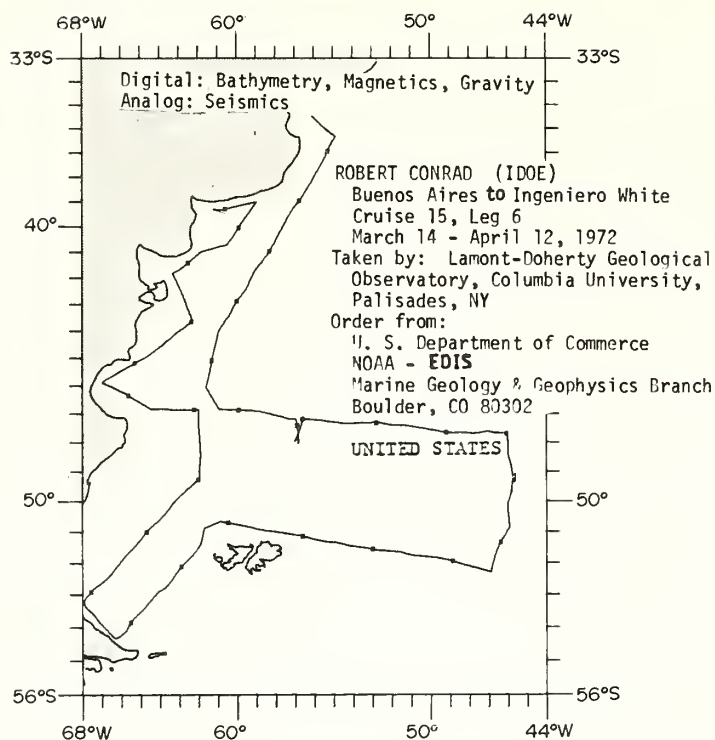 68°W 60° 50° 44°W
33°S 33°S
Digital: Bathymetry, Magnetics, Gravity
Analog: Seismics
ROBERT CONRAD (IDOE)
Buenos Aires to Ingeniero White
40°
Cruise 15, Leg 6
March 14 - April 12, 1972
Taken by: Lamont-Doherty Geological
Observatory, Columbia University,
Palisades, NY
Order from:
U. S. Department of Commerce
NOAA - EDIS
Marine Geology & Geophysics Branch
Boulder, CO 80302
UNITED STATES
50° 50°
56°S 56°S
68°W 60° 50° 44°W